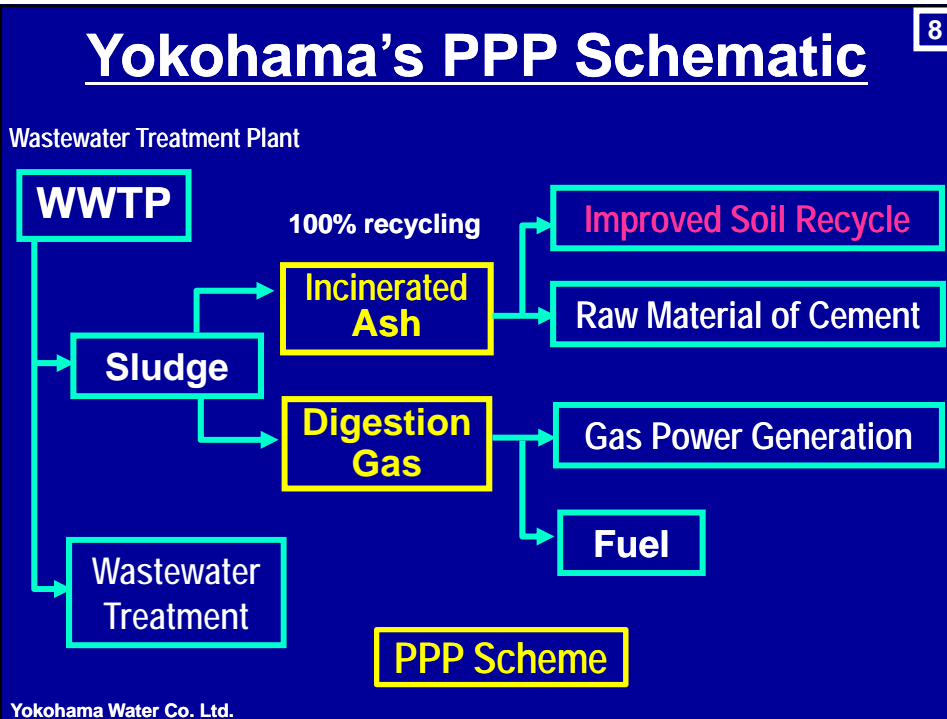 8
Yokohama's PPP Schematic
Wastewater Treatment Plant
WWTP
100% recycling
Improved Soil Recycle
Incinerated
Ash
Raw Material of Cement
Sludge
Digestion
Gas
Gas Power Generation
Fuel
Wastewater
Treatment
PPP Scheme
Yokohama Water Co. Ltd.